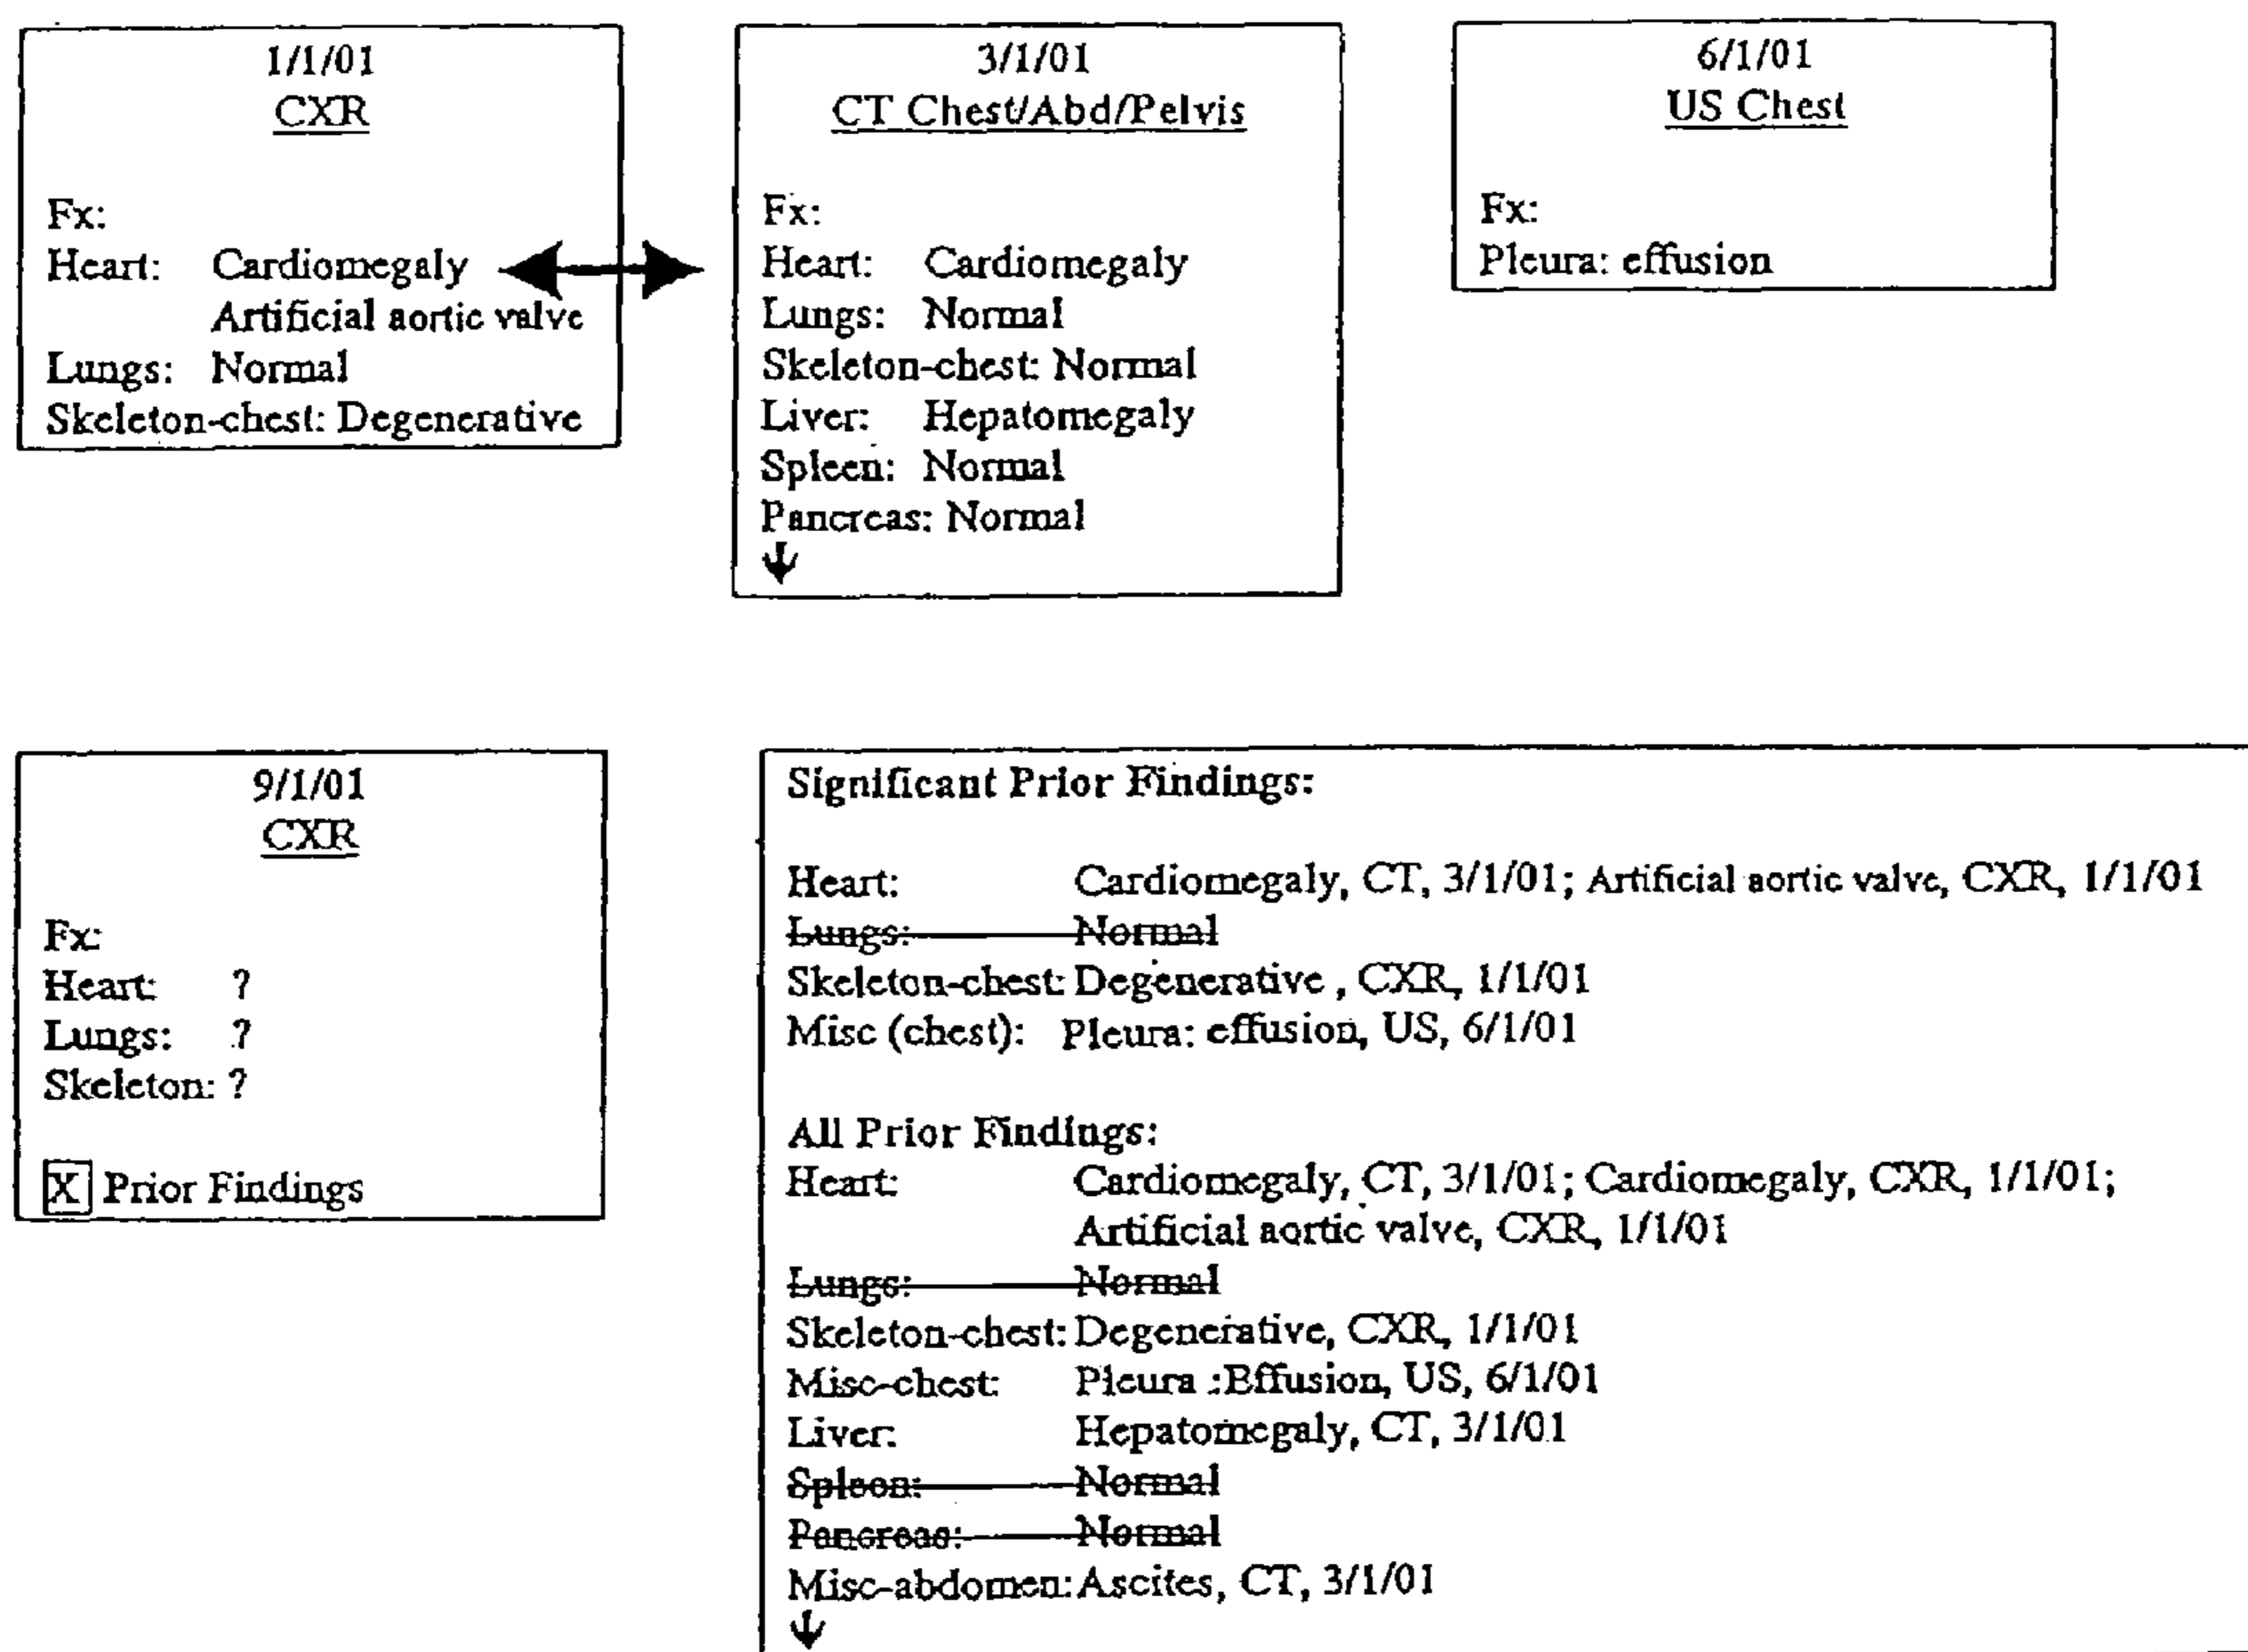 1/1/01
CXR
Fx:
Heart: Cardiomegaly
Artificial aortic valve
Lungs: Normal
Skeleton-chest: Degenerative
3/1/01
CT Chest/Abd/Pelvis
Fx:
Heart: Cardiomegaly
Lungs: Normal
Skeleton-chest: Normal
Liver: Hepatomegaly
Spleen: Normal
Pancreas: Normal
6/1/01
US Chest
Fx:
Pleura: effusion
9/1/01
CXR
Fx:
Heart: ?
Lungs: ?
Skeleton: ?
X Prior Findings
Significant Prior Findings:
Heart: Cardiomegaly, CT, 3/1/01; Artificial aortic valve, CXR, 1/1/01
Lungs: Normal
Skeleton-chest: Degenerative , CXR, 1/1/01
Misc (chest): Pleura: effusion, US, 6/1/01
All Prior Findings:
Heart: Cardiomegaly, CT, 3/1/01; Cardiomegaly, CXR, 1/1/01;
Artificial aortic valve, CXR, 1/1/01
Lungs: Normal
Skeleton-chest: Degenerative, CXR, 1/1/01
Misc-chest: Pleura :Effusion, US, 6/1/01
Liver: Hepatomegaly, CT, 3/1/01
Spleen: Normal
Pancreas: Normal
Misc-abdomen: Ascites, CT, 3/1/01